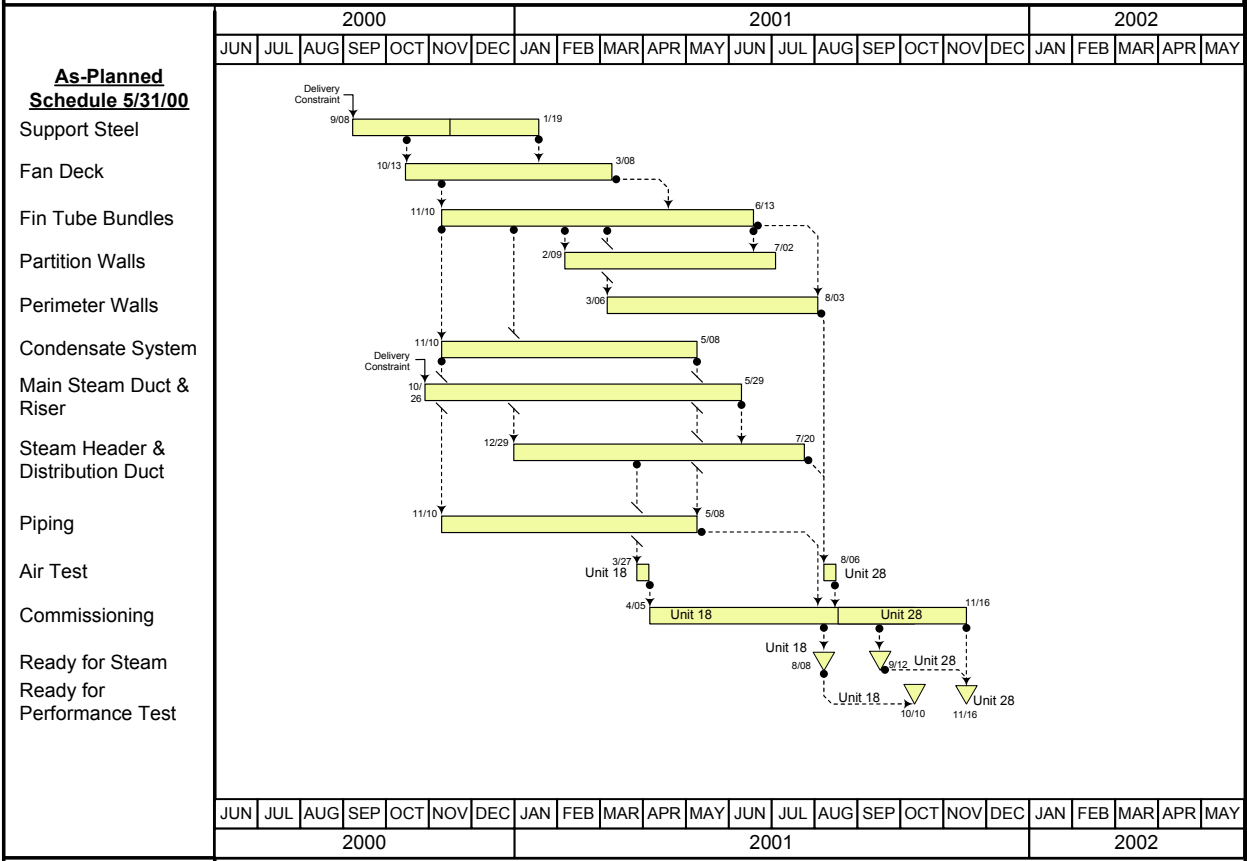 2000 2001 2002
JUN JUL AUG SEP OCT NOV DEC JAN FEB MAR APR MAY JUN JUL AUG SEP OCT NOV DEC JAN FEB MAR APR MAY
As-Planned
Schedule 5/31/00
Delivery
Constraint
9/08 1/19
Support Steel
10/13 3/08
Fan Deck
11/10 6/13
Fin Tube Bundles
2/09 7/02
Partition Walls
3/06 8/03
Perimeter Walls
11/10 5/08
Condensate System
Delivery
Constraint
10/
26
5/29
Main Steam Duct &
Riser
12/29 7/20
Steam Header &
Distribution Duct
11/10 5/08
Piping
3/27 8/06
Air Test Unit 18 Unit 28
4/05 11/16
Commissioning Unit 18 Unit 28
Unit 18
8/08
9/12 Unit 28
Ready for Steam
Ready for
Performance Test
Unit 18 Unit 28
10/10 11/16
JUN JUL AUG SEP OCT NOV DEC JAN FEB MAR APR MAY JUN JUL AUG SEP OCT NOV DEC JAN FEB MAR APR MAY
2000 2001 2002